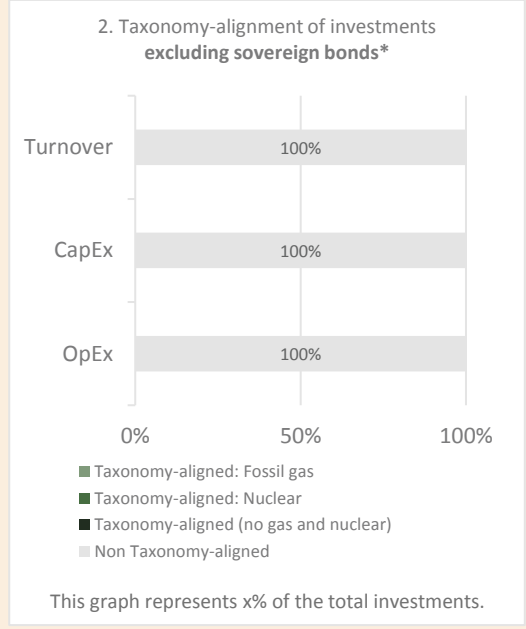 2. Taxonomy-alignment of investments
excluding sovereign bonds*
Turnover
100%
CapEx
100%
OpEx
100%
0%
50%
100%
Taxonomy-aligned: Fossil gas
Taxonomy-aligned: Nuclear
Taxonomy-aligned (no gas and nuclear)
Non Taxonomy-aligned
This graph represents x% of the total investments.